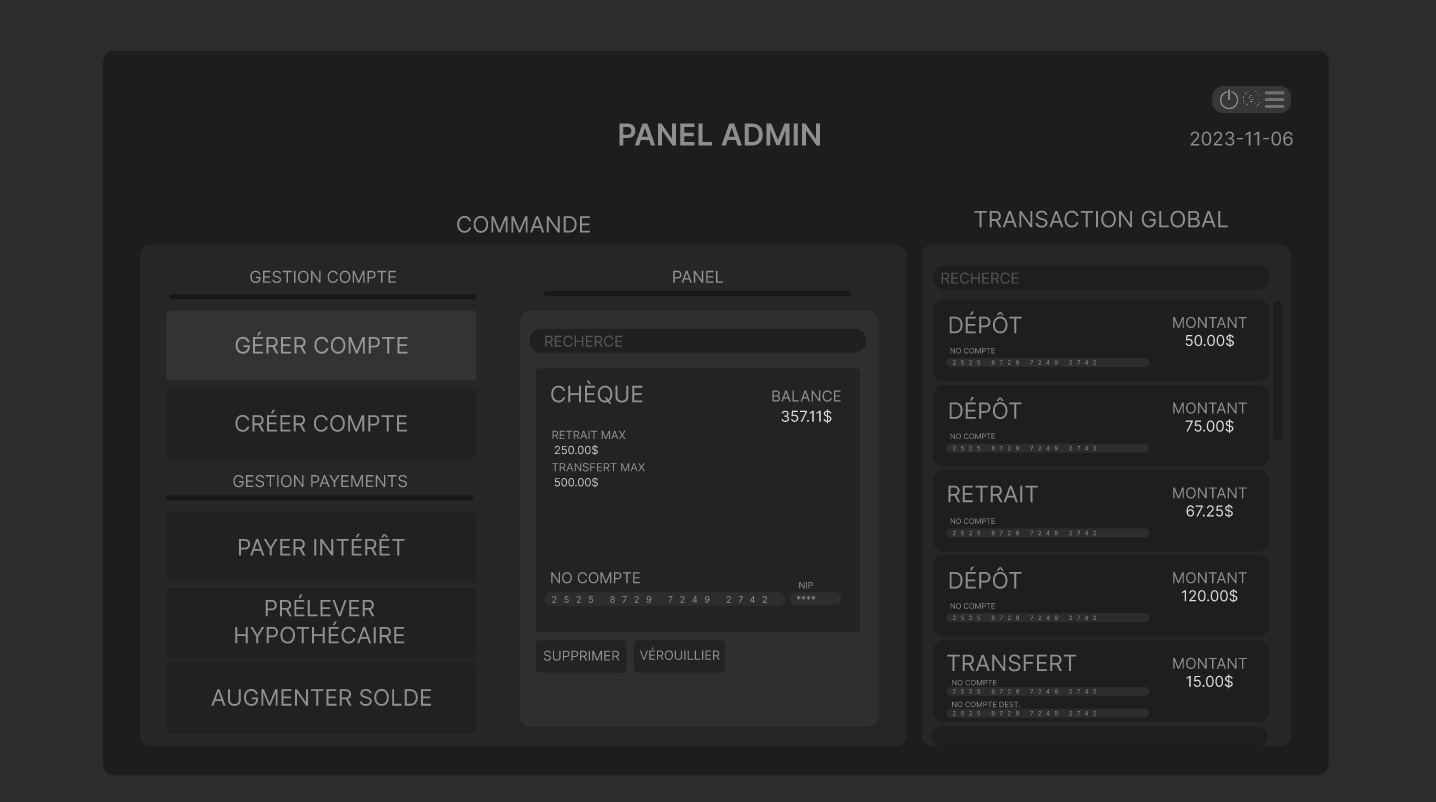 PANEL ADMIN
2023-11-06
COMMANDE
GESTION COMPTE
GÉRER COMPTE
CRÉER COMPTE
GESTION PAYEMENTS
PAYER INTÉRÊT
PRÉLEVER
HYPOTHÉCAIRE
AUGMENTER SOLDE
PANEL
RECHERCE
CHÈQUE
BALANCE
357.11$
RETRAIT MAX
250.00$
TRANSFERT MAX
500.00$
NO COMPTE
2525 8729 7249 2742
NIP
****
SUPPRIMER
VÉROUILLIER
TRANSACTION GLOBAL
RECHERCE
DÉPÔT
MONTANT
50.00$
NO COMPTE
2525 8729 7249 2742
DÉPÔT
MONTANT
75.00$
NO COMPTE
2525 8729 7249 2742
RETRAIT
MONTANT
67.25$
NO COMPTE
2525 8729 7249 2742
DÉPÔT
MONTANT
120.00$
NO COMPTE
2525 8729 7249 2742
TRANSFERT
MONTANT
15.00$
NO COMPTE
2525 8729 7249 2742
NO COMPTE DEST.
2525 8729 7249 2742